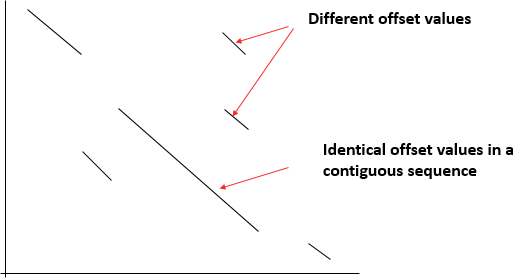 Different offset values
Identical offset values in a
contiguous sequence